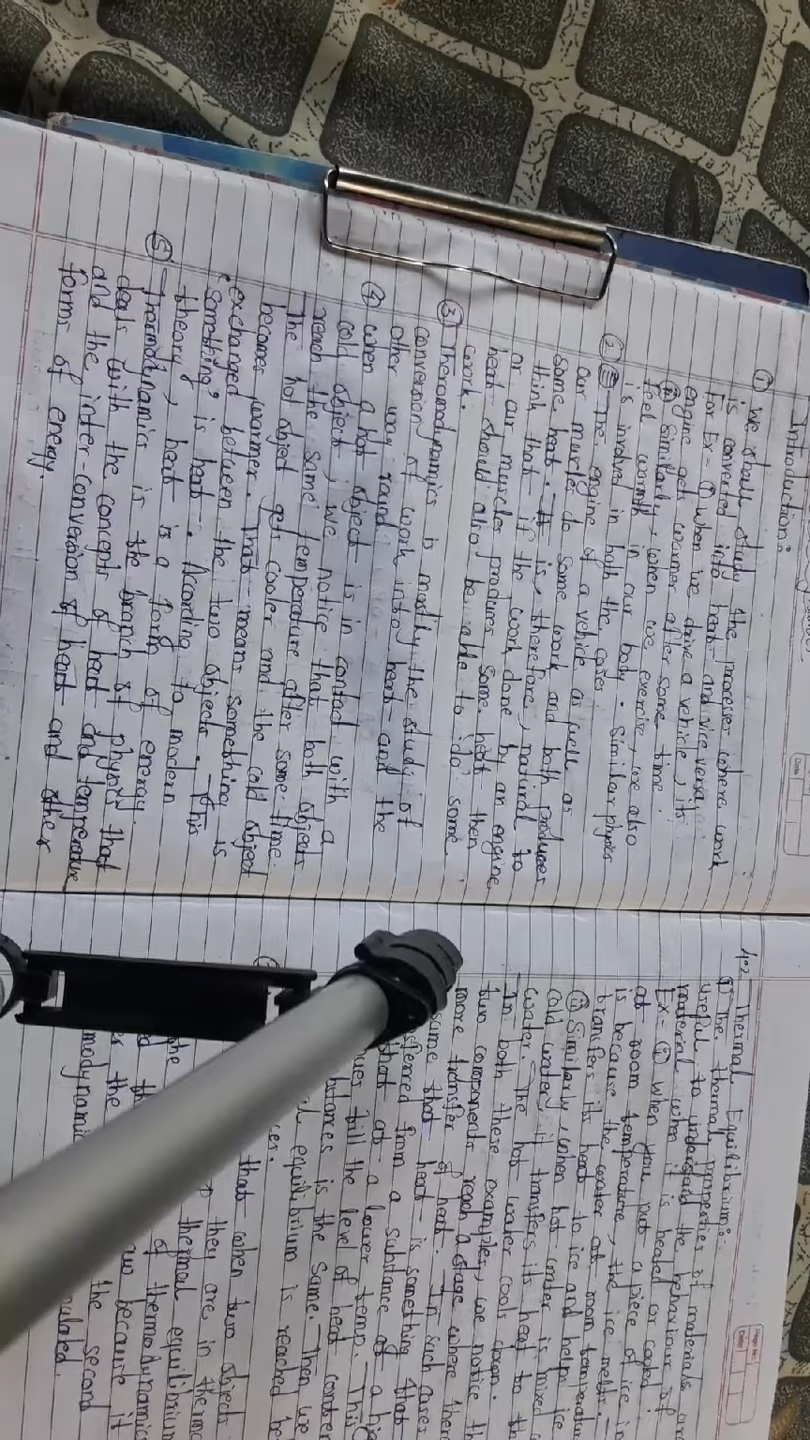 Introduction:
① We shall study the processes where work
is converted into heat and vice versa.
for Ex- ① When we drive a vehicle, its
engine gets warmer after some time.
② Similarly, when we exercise, we also
feel warmth in our body. Similar physics
is involved in both the cases.
② The engine of a vehicle as well as
our muscles do some work and both produces
some heat. It is, therefore, natural to
think that if the work done by an engine
or our muscles produces some heat then
heat should also be able to 'do' some
work.
③ Theromodynamics is mostly the study of
conversion of work into heat and the
other way round.
④ When a hot object is in contact with a
cold object, we notice that both objects
reach the same temperature after some time.
The hot object gets cooler and the cold object
becomes warmer. That means something is
exchanged between the two objects. This
'something' is heat. According to modern
theory, heat is a form of energy.
⑤ Thermodynamics is the branch of physics that
deals with the concepts of heat and temperature
and the inter-conversion of heat and other
forms of energy.
4.2 Thermal Equilibrium:
① The thermal properties of materials are
useful to understand the behaviour of
material when it is heated or cooled.
Ex- ① When you put a piece of ice in
at room temperature, the ice melts.
is because the water at room temperature
transfers its heat to ice and helps ice
② Similarly, when hot water is mixed
cold water, it transfers its heat to the
water. The hot water cools down.
In both these examples, we notice
two components reach a stage where there
more transfer of heat. In such cases
that heat is something that
from a substance at a
that at a lower temp. This
till the level of heat
is the same. Then we
equilibrium is reached
that when two objects
they are in
thermal equilibrium
of thermodynamic
because it
the second